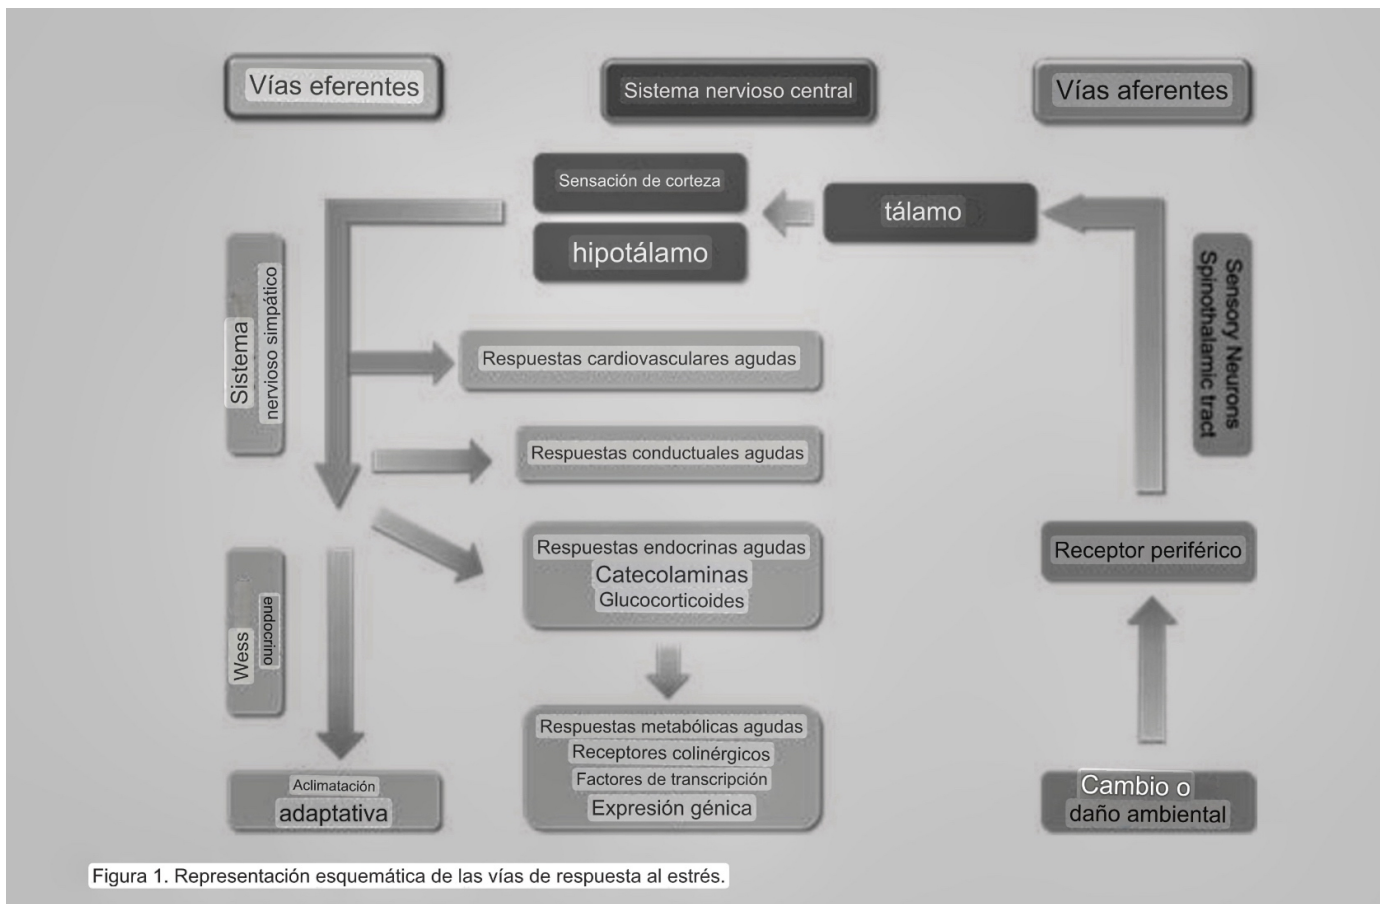 Vías eferentes
Sistema nervioso central
Vías aferentes
Sensación de corteza
hipotálamo
tálamo
Sistema
nervioso simpático
Sensory Neurons
Spinothalamic tract
Respuestas cardiovasculares agudas
Respuestas conductuales agudas
Respuestas endocrinas agudas
Catecolaminas
Glucocorticoides
Receptor periférico
Wess
endocrino
Respuestas metabólicas agudas
Receptores colinérgicos
Factores de transcripción
Expresión génica
Aclimatación
adaptativa
Cambio o
daño ambiental
Figura 1. Representación esquemática de las vías de respuesta al estrés.